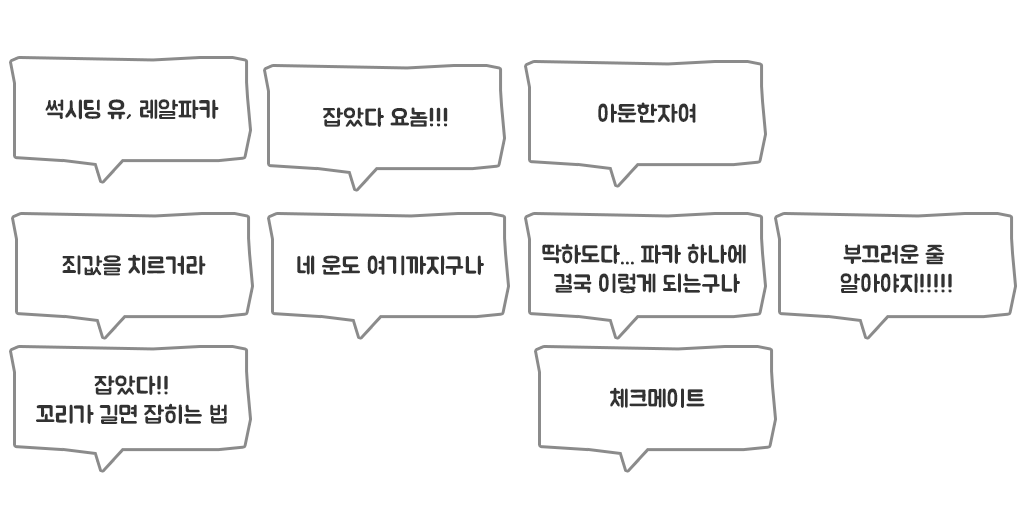 썩시딩 유, 레알파카
잡았다 요놈!!!
아둔한자여
죄값을 치르거라
네 운도 여기까지구나
딱하도다... 파카 하나에
결국 이렇게 되는구나
부끄러운 줄
알아야지!!!!!
잡았다!!
꼬리가 길면 잡히는 법
체크메이트